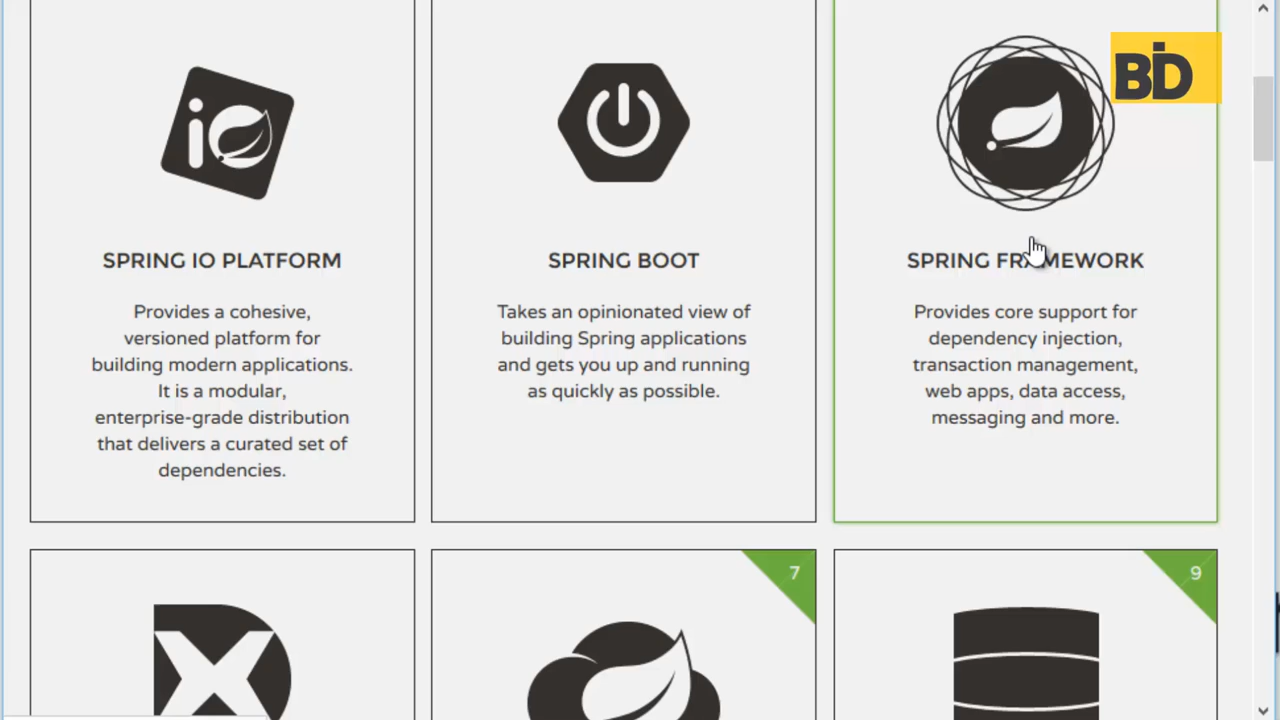 BiD
iO
SPRING IO PLATFORM
Provides a cohesive,
versioned platform for
building modern applications.
It is a modular,
enterprise-grade distribution
that delivers a curated set of
dependencies.
SPRING BOOT
Takes an opinionated view of
building Spring applications
and gets you up and running
as quickly as possible.
SPRING FRAMEWORK
Provides core support for
dependency injection,
transaction management,
web apps, data access,
messaging and more.
XD
7
9